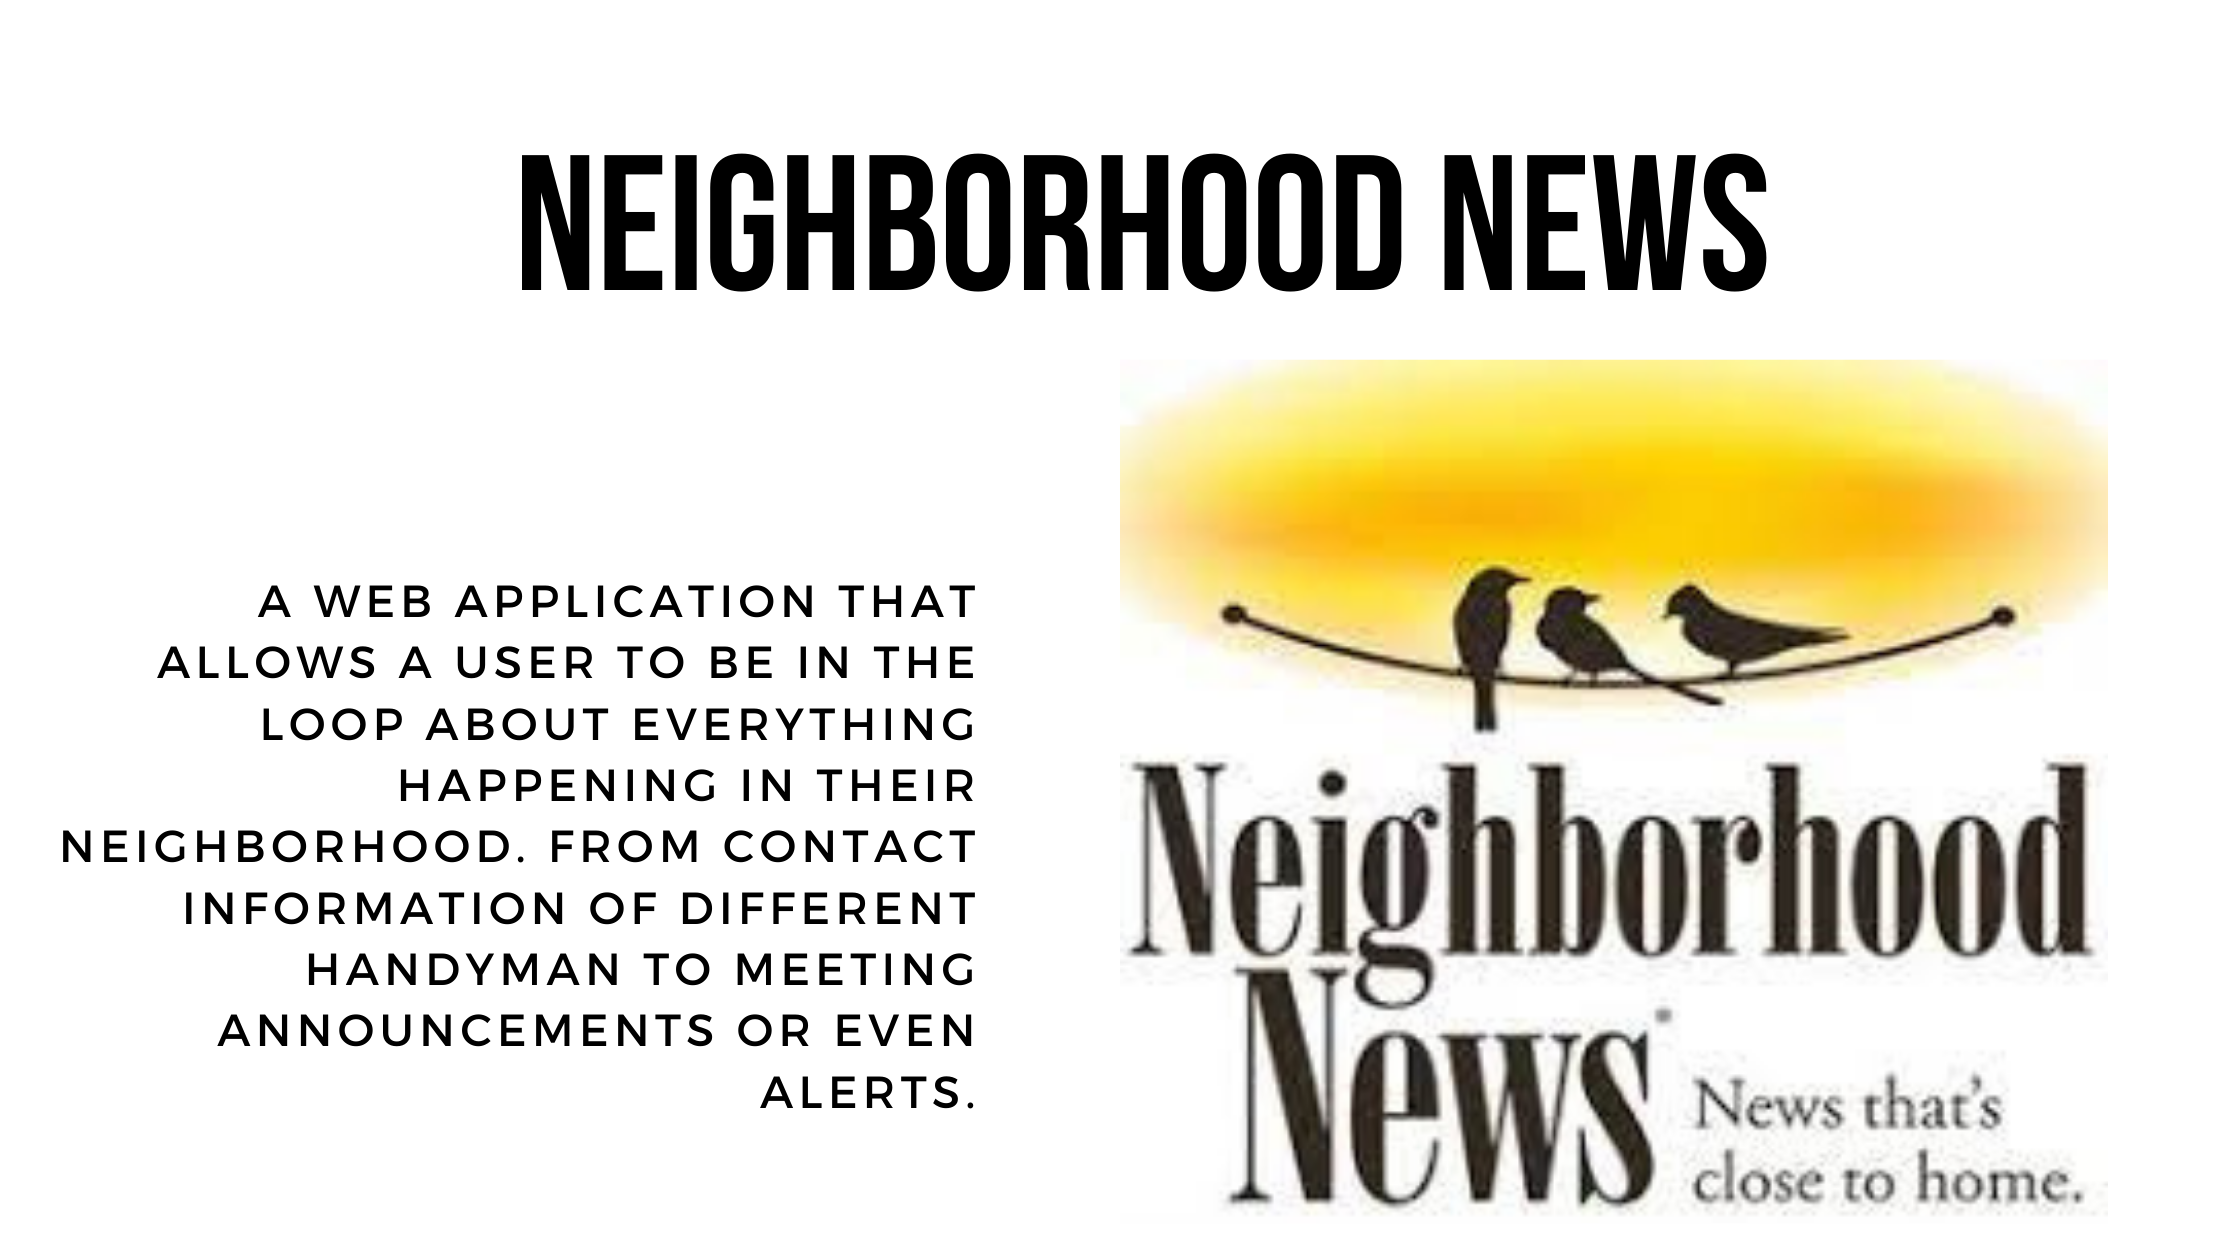 NEIGHBORHOOD NEWS
A WEB APPLICATION THAT
ALLOWS A USER TO BE IN THE
LOOP ABOUT EVERYTHING
HAPPENING IN THEIR
NEIGHBORHOOD. FROM CONTACT
INFORMATION OF DIFFERENT
HANDYMAN TO MEETING
ANNOUNCEMENTS OR EVEN
ALERTS.
Neighborhood
News
News that's
close to home.